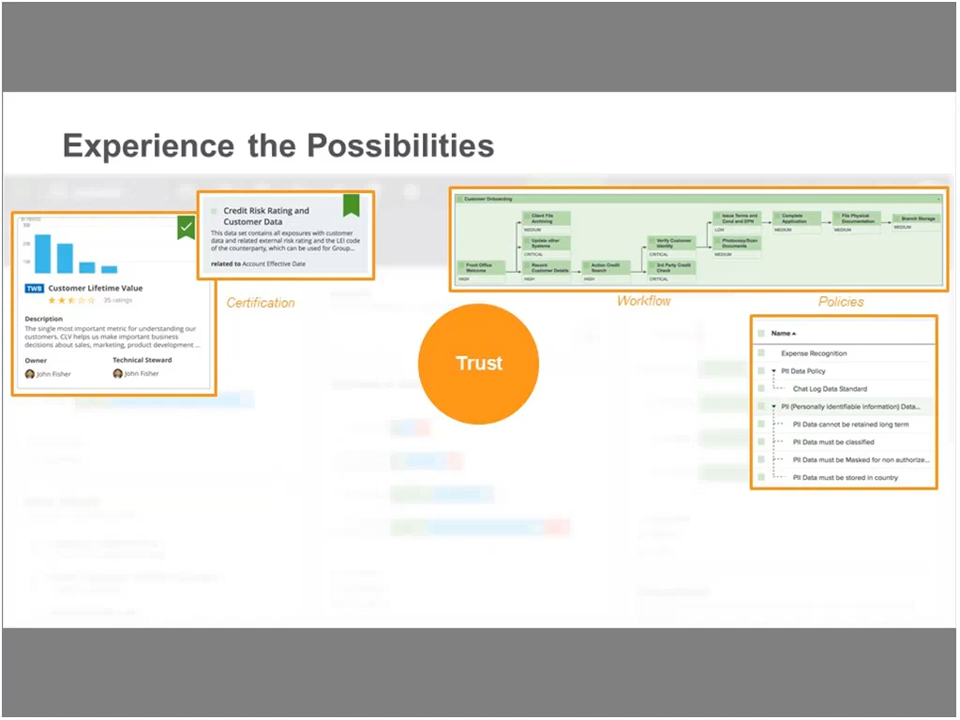 Experience the Possibilities
TWB Customer Lifetime Value
35 ratings
Description
The single most important metric for understanding our
customers. CLV helps us make important business
decisions about sales, marketing, product development ...
Owner
Technical Steward
John Fisher
John Fisher
Credit Risk Rating and
Customer Data
This data set contains all exposures with customer
data and related external risk rating and the LEI code
of the counterparty, which can be used for Group...
related to Account Effective Date
Certification
Customer Onboarding
Front Office
Welcome
HIGH
Client File
Archiving
MEDIUM
Update other
Systems
CRITICAL
Record
Customer Details
HIGH
Action Credit
Search
HIGH
Verify Customer
Identity
CRITICAL
3rd Party Credit
Check
CRITICAL
Issue Terms and
Cond and DPN
LOW
Photocopy/Scan
Documents
MEDIUM
Complete
Application
MEDIUM
File Physical
Documentation
MEDIUM
Branch Storage
MEDIUM
Workflow
Policies
Trust
Name
Expense Recognition
PII Data Policy
Chat Log Data Standard
PII (Personally identifiable information) Data...
PII Data cannot be retained long term
PII Data must be classified
PII Data must be Masked for non authorize...
PII Data must be stored in country